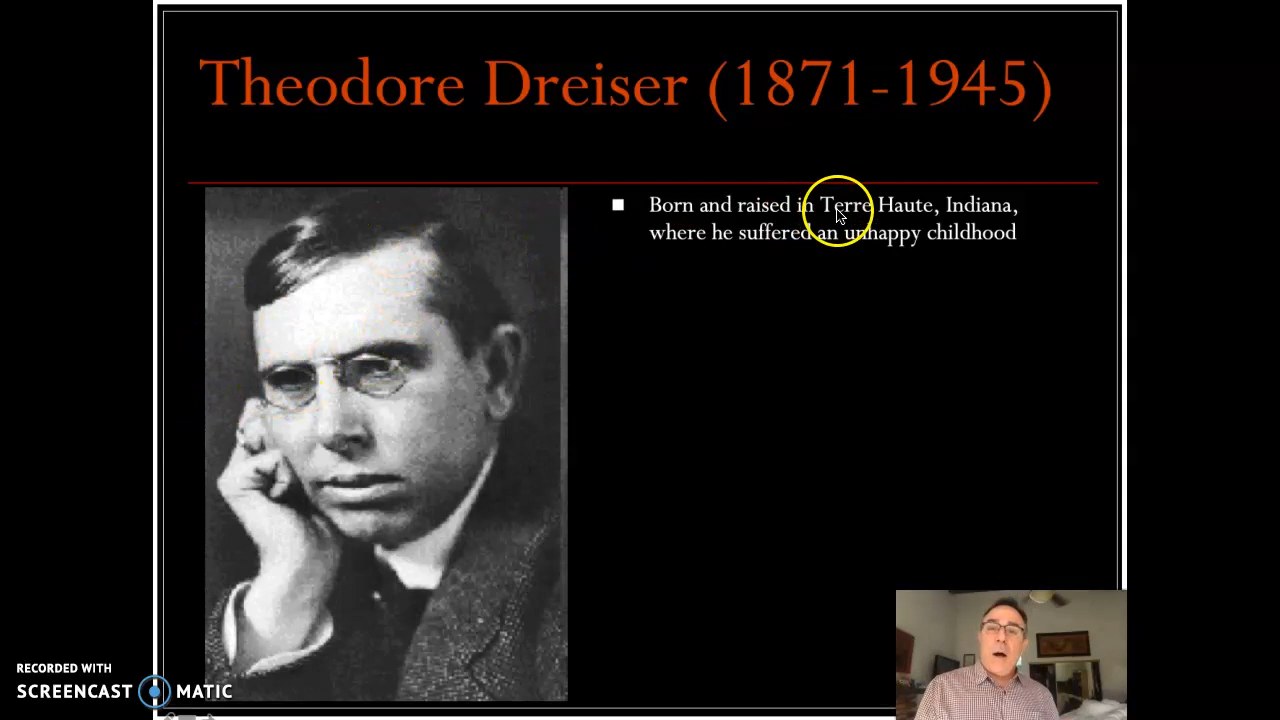 Theodore Dreiser (1871-1945)
Born and raised in Terre Haute, Indiana,
where he suffered an unhappy childhood
RECORDED WITH
SCREENCAST MATIC